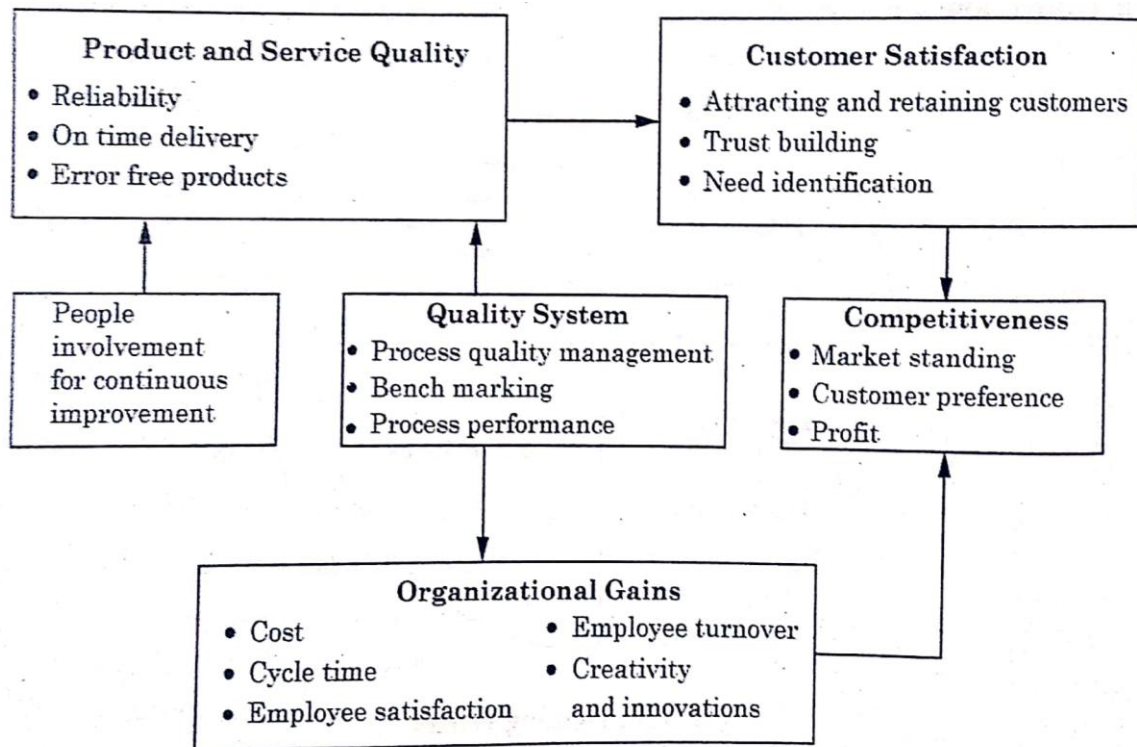 Product and Service Quality
• Reliability
• On time delivery
• Error free products
Customer Satisfaction
• Attracting and retaining customers
• Trust building
• Need identification
People
involvement
for continuous
improvement
Quality System
• Process quality management
• Bench marking
• Process performance
Competitiveness
• Market standing
• Customer preference
• Profit
Organizational Gains
• Cost
• Cycle time
• Employee satisfaction
• Employee turnover
• Creativity
and innovations